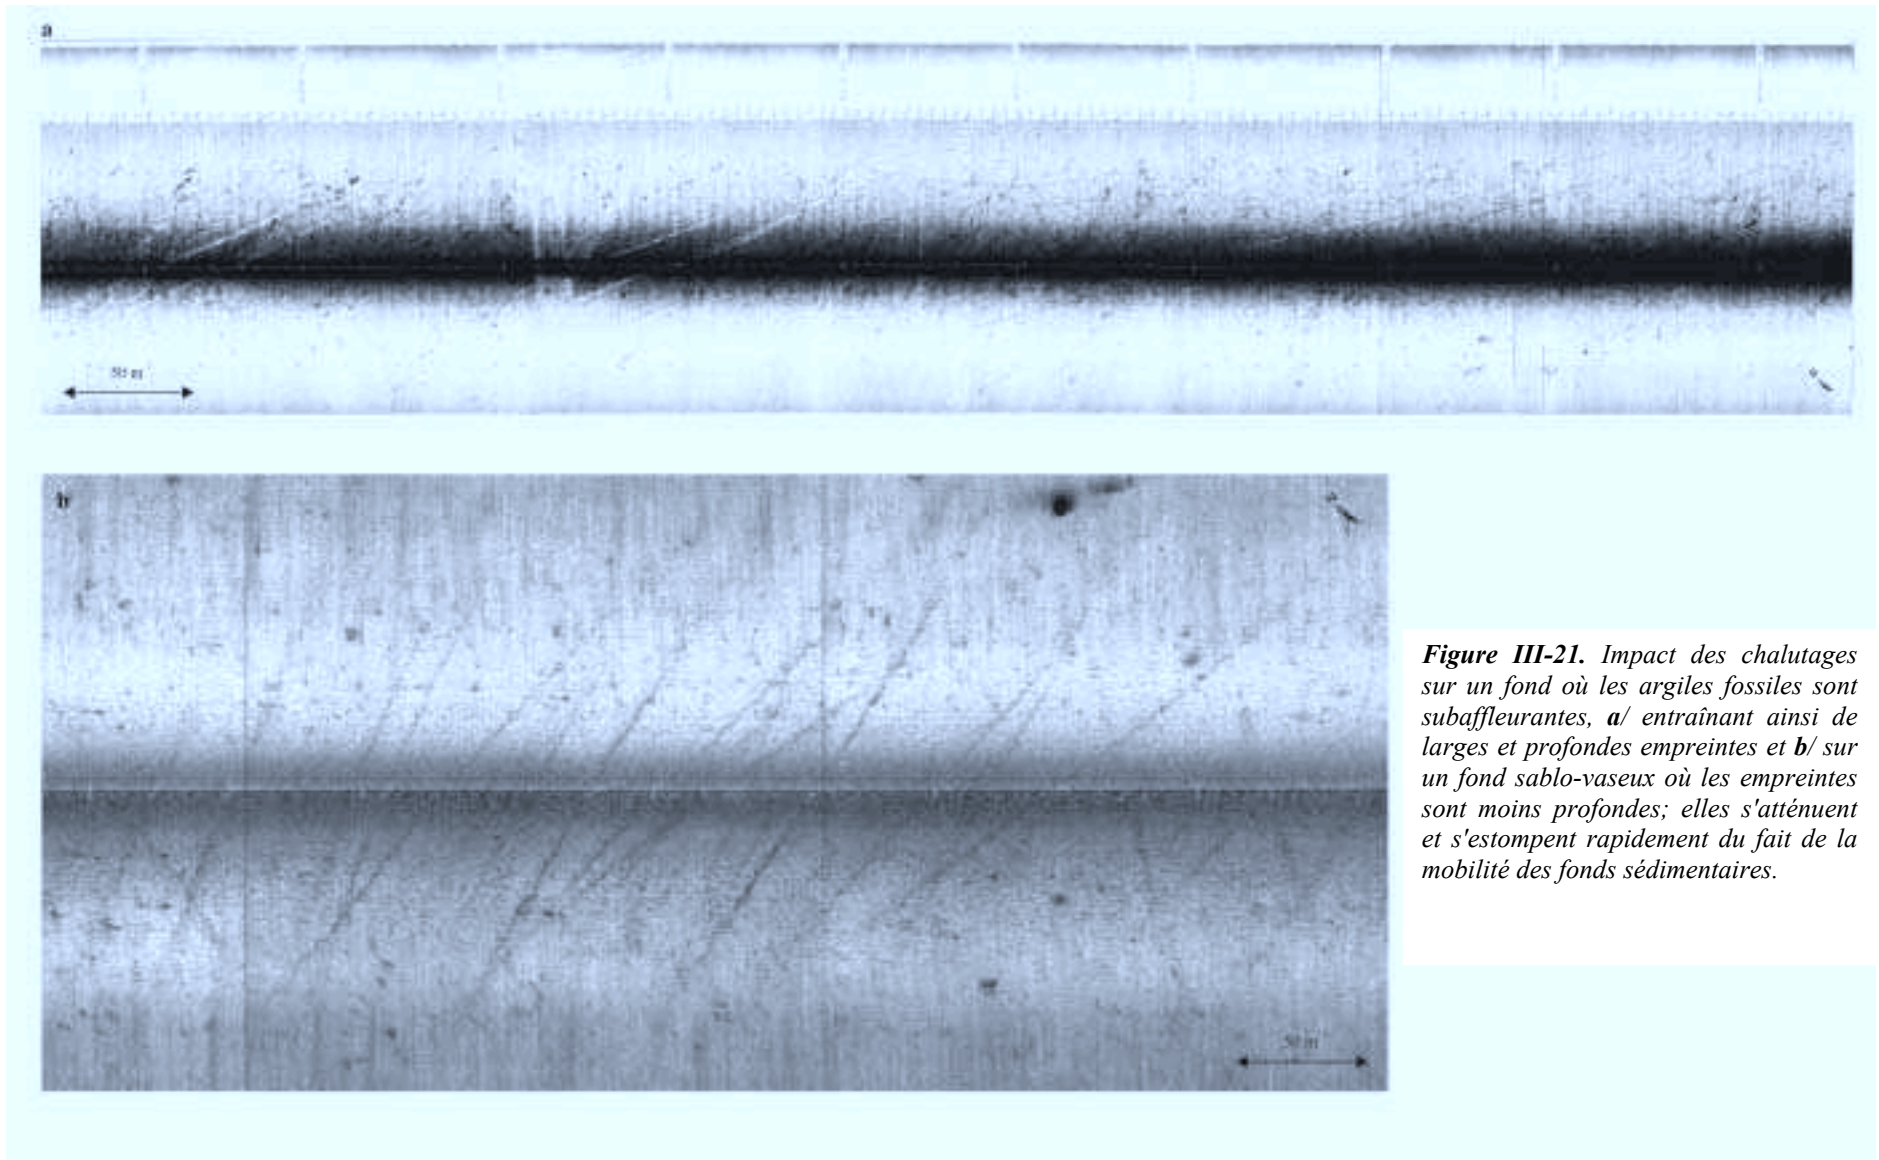 a
50 m
b
50 m
Figure III-21. Impact des chalutages
sur un fond où les argiles fossiles sont
subaffleurantes, a/ entraînant ainsi de
larges et profondes empreintes et b/ sur
un fond sablo-vaseux où les empreintes
sont moins profondes; elles s'atténuent
et s'estompent rapidement du fait de la
mobilité des fonds sédimentaires.